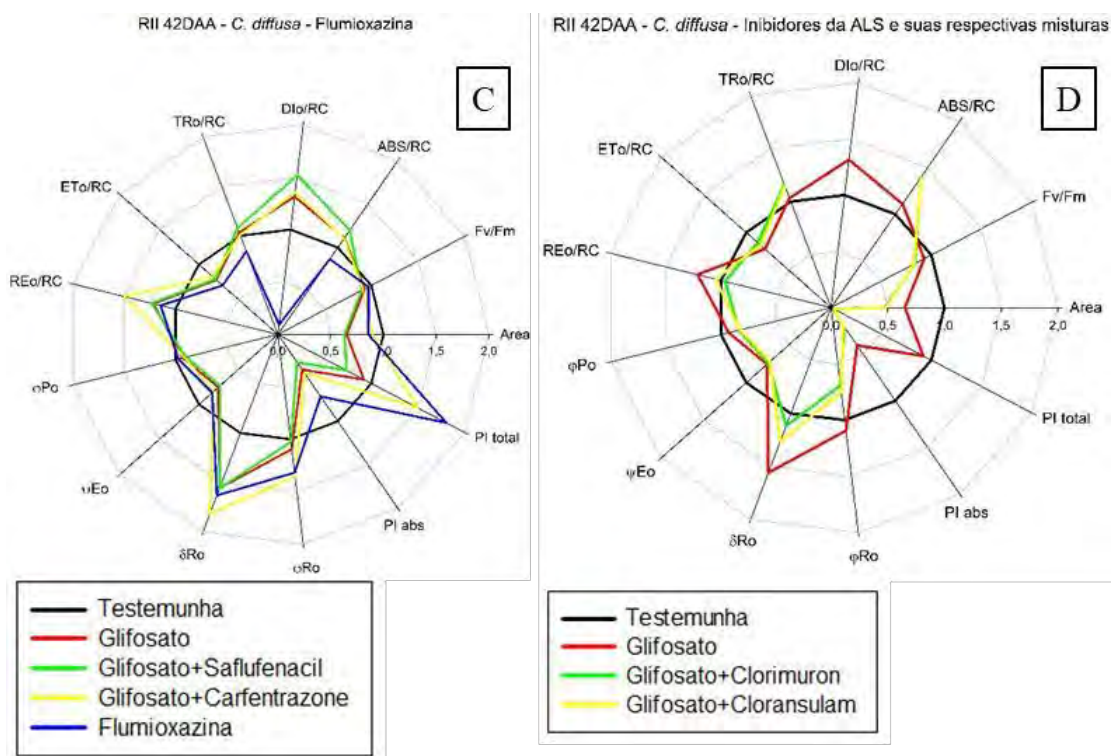 RII 42DAA - C. diffusa - Flumioxazina
C
DIo/RC
TRo/RC
ABS/RC
ETo/RC
Fv/Fm
REo/RC
Area
0,0
0,5
1,0
1,5
2,0
φPo
PI total
ψEo
PI abs
δRo
φRo
Testemunha
Glifosato
Glifosato+Saflufenacil
Glifosato+Carfentrazone
Flumioxazina
RII 42DAA - C. diffusa - Inibidores da ALS e suas respectivas misturas
D
DIo/RC
TRo/RC
ABS/RC
ETo/RC
Fv/Fm
REo/RC
Area
0,0
0,5
1,0
1,5
2,0
φPo
PI total
ψEo
PI abs
δRo
φRo
Testemunha
Glifosato
Glifosato+Clorimuron
Glifosato+Cloransulam